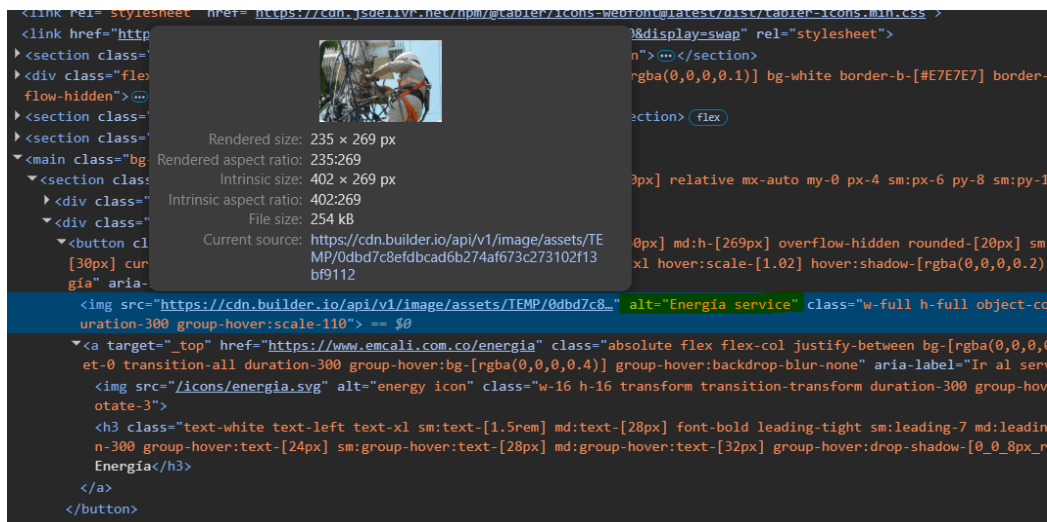 <link rel="stylesheet" href="https://cdn.jsdelivr.net/npm/@tabler/icons-webfont@latest/dist/tabler-icons.min.css">
<link href="http 0&display=swap" rel="stylesheet">
<section class= n">⋯</section>
<div class="flex rgba(0,0,0,0.1)] bg-white border-b-[#E7E7E7] border-
flow-hidden">⋯
<section class= ection> flex
<section class=
Rendered size: 235 × 269 px
<main class="bg-
Rendered aspect ratio: 235:269
<section class 0px] relative mx-auto my-0 px-4 sm:px-6 py-8 sm:py-1
Intrinsic size: 402 × 269 px
<div class="
Intrinsic aspect ratio: 402:269
<div class="
File size: 254 kB
<button cl 0px] md:h-[269px] overflow-hidden rounded-[20px] sm
Current source: https://cdn.builder.io/api/v1/image/assets/TE
MP/0dbd7c8efdbcad6b274af673c273102f13
bf9112
[30px] cur xl hover:scale-[1.02] hover:shadow-[rgba(0,0,0,0.2)
gía" aria-
<img src="https://cdn.builder.io/api/v1/image/assets/TEMP/0dbd7c8…" alt="Energía service" class="w-full h-full object-co
uration-300 group-hover:scale-110"> == $0
<a target="_top" href="https://www.emcali.com.co/energia" class="absolute flex flex-col justify-between bg-[rgba(0,0,0,
et-0 transition-all duration-300 group-hover:bg-[rgba(0,0,0,0.4)] group-hover:backdrop-blur-none" aria-label="Ir al serv
<img src="/icons/energia.svg" alt="energy icon" class="w-16 h-16 transform transition-transform duration-300 group-hov
otate-3">
<h3 class="text-white text-left text-xl sm:text-[1.5rem] md:text-[28px] font-bold leading-tight sm:leading-7 md:leadin
n-300 group-hover:text-[24px] sm:group-hover:text-[28px] md:group-hover:text-[32px] group-hover:drop-shadow-[0_0_8px_r
Energía</h3>
</a>
</button>